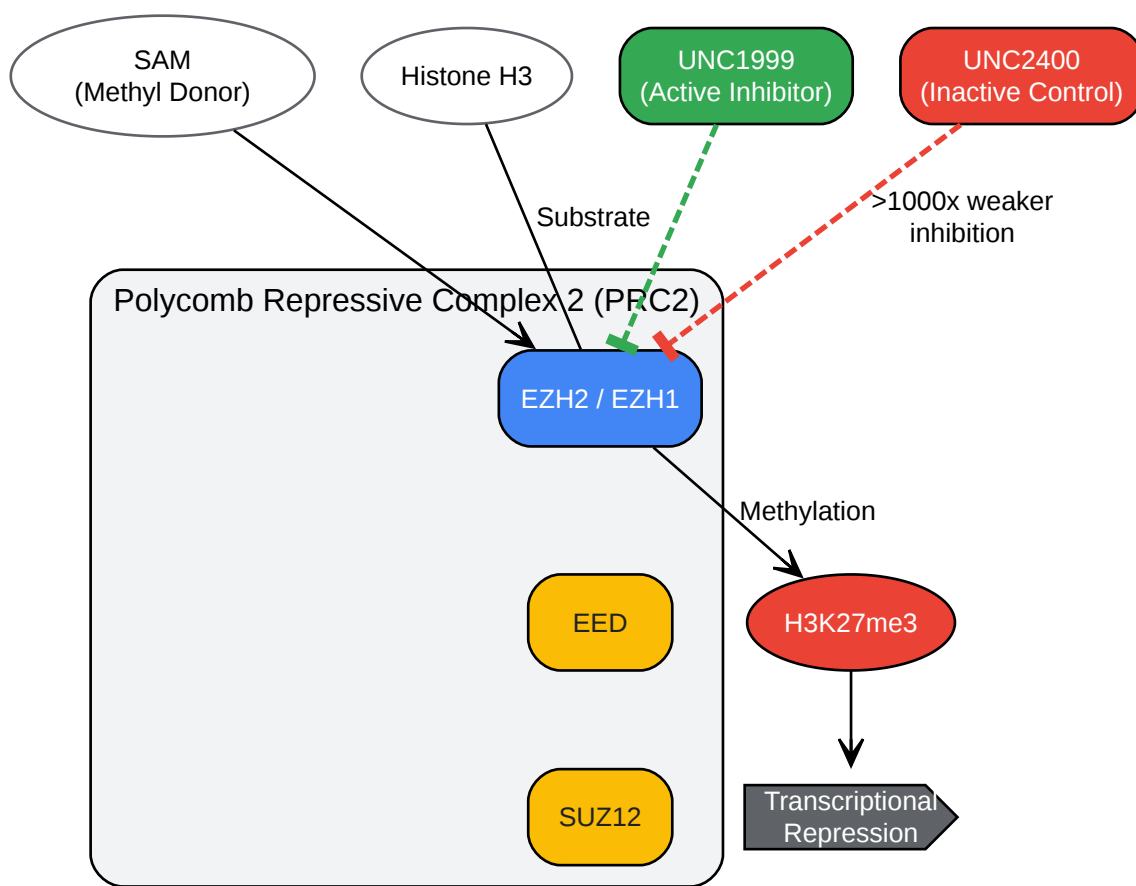 SAM
(Methyl Donor)
Histone H3
UNC1999
(Active Inhibitor)
UNC2400
(Inactive Control)
Substrate
>1000x weaker
inhibition
Polycomb Repressive Complex 2 (PRC2)
EZH2 / EZH1
Methylation
EED
H3K27me3
SUZ12
Transcriptional
Repression